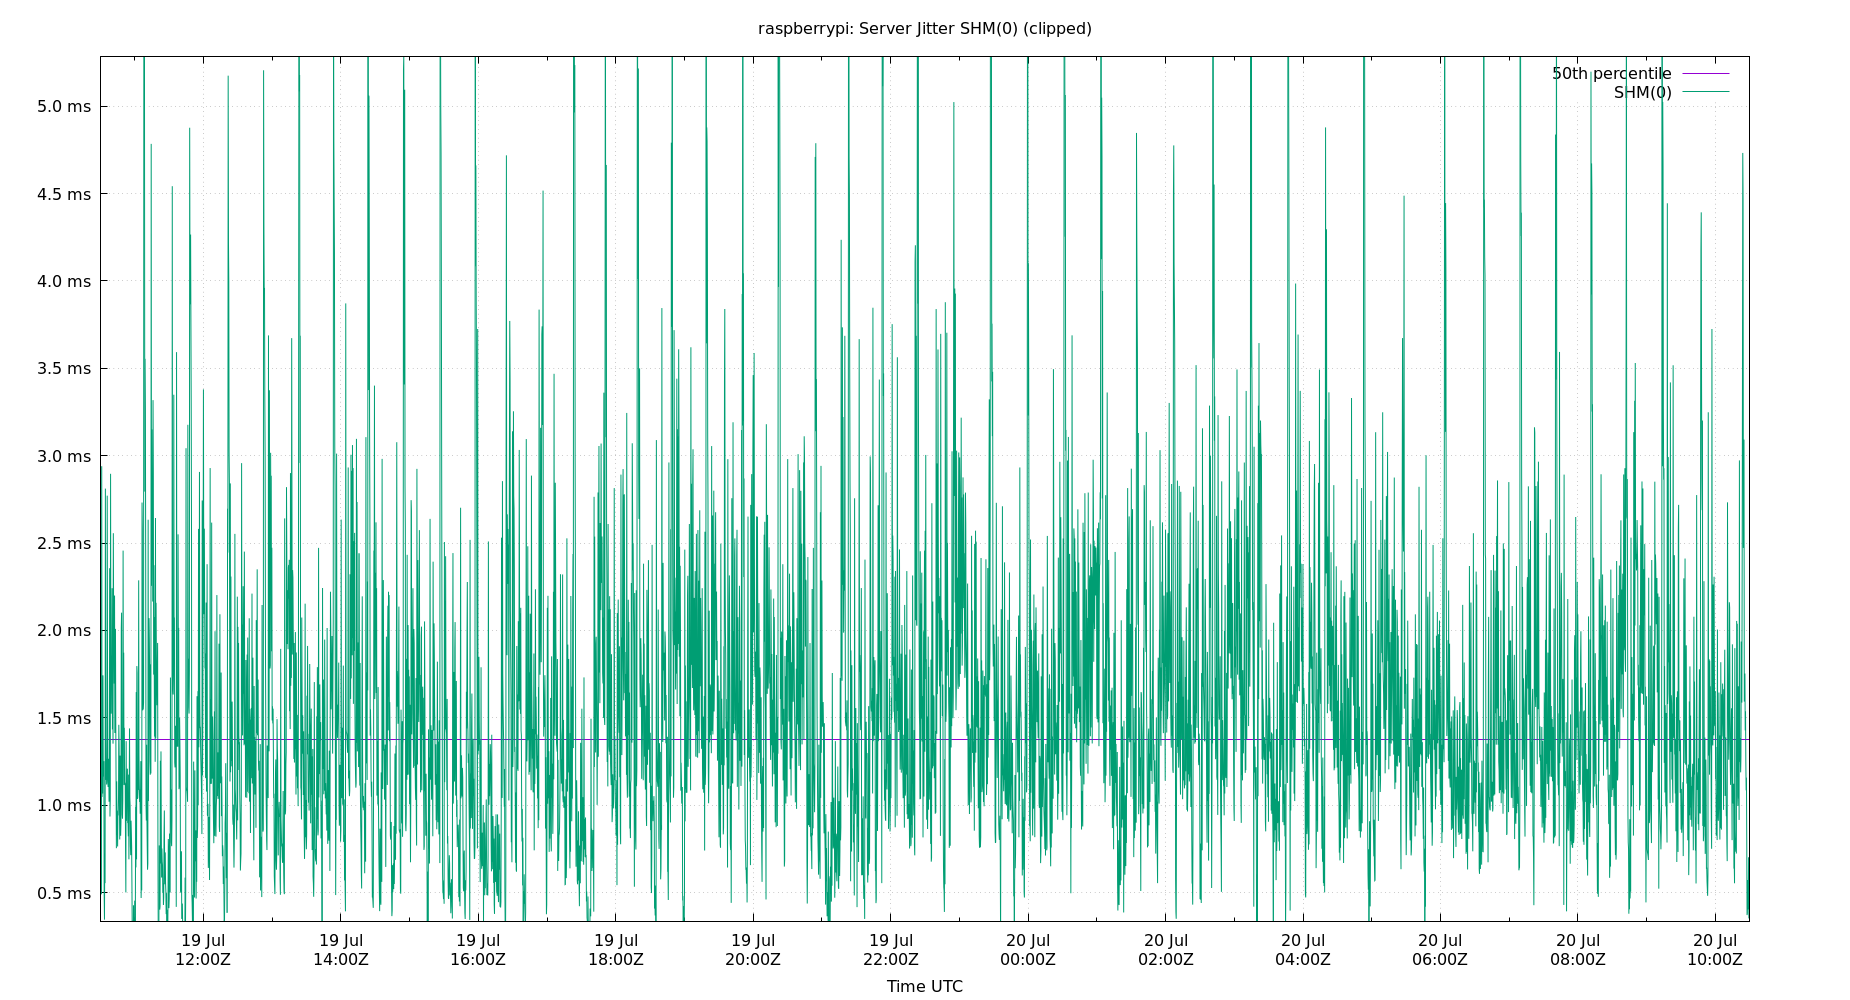 raspberrypi: Server Jitter SHM(0) (clipped)
50th percentile
SHM(0)
5.0 ms
4.5 ms
4.0 ms
3.5 ms
3.0 ms
2.5 ms
2.0 ms
1.5 ms
1.0 ms
0.5 ms
19 Jul 19 Jul 19 Jul 19 Jul 19 Jul 19 Jul 20 Jul 20 Jul 20 Jul 20 Jul 20 Jul 20 Jul
12:00Z 14:00Z 16:00Z 18:00Z 20:00Z 22:00Z 00:00Z 02:00Z 04:00Z 06:00Z 08:00Z 10:00Z
Time UTC